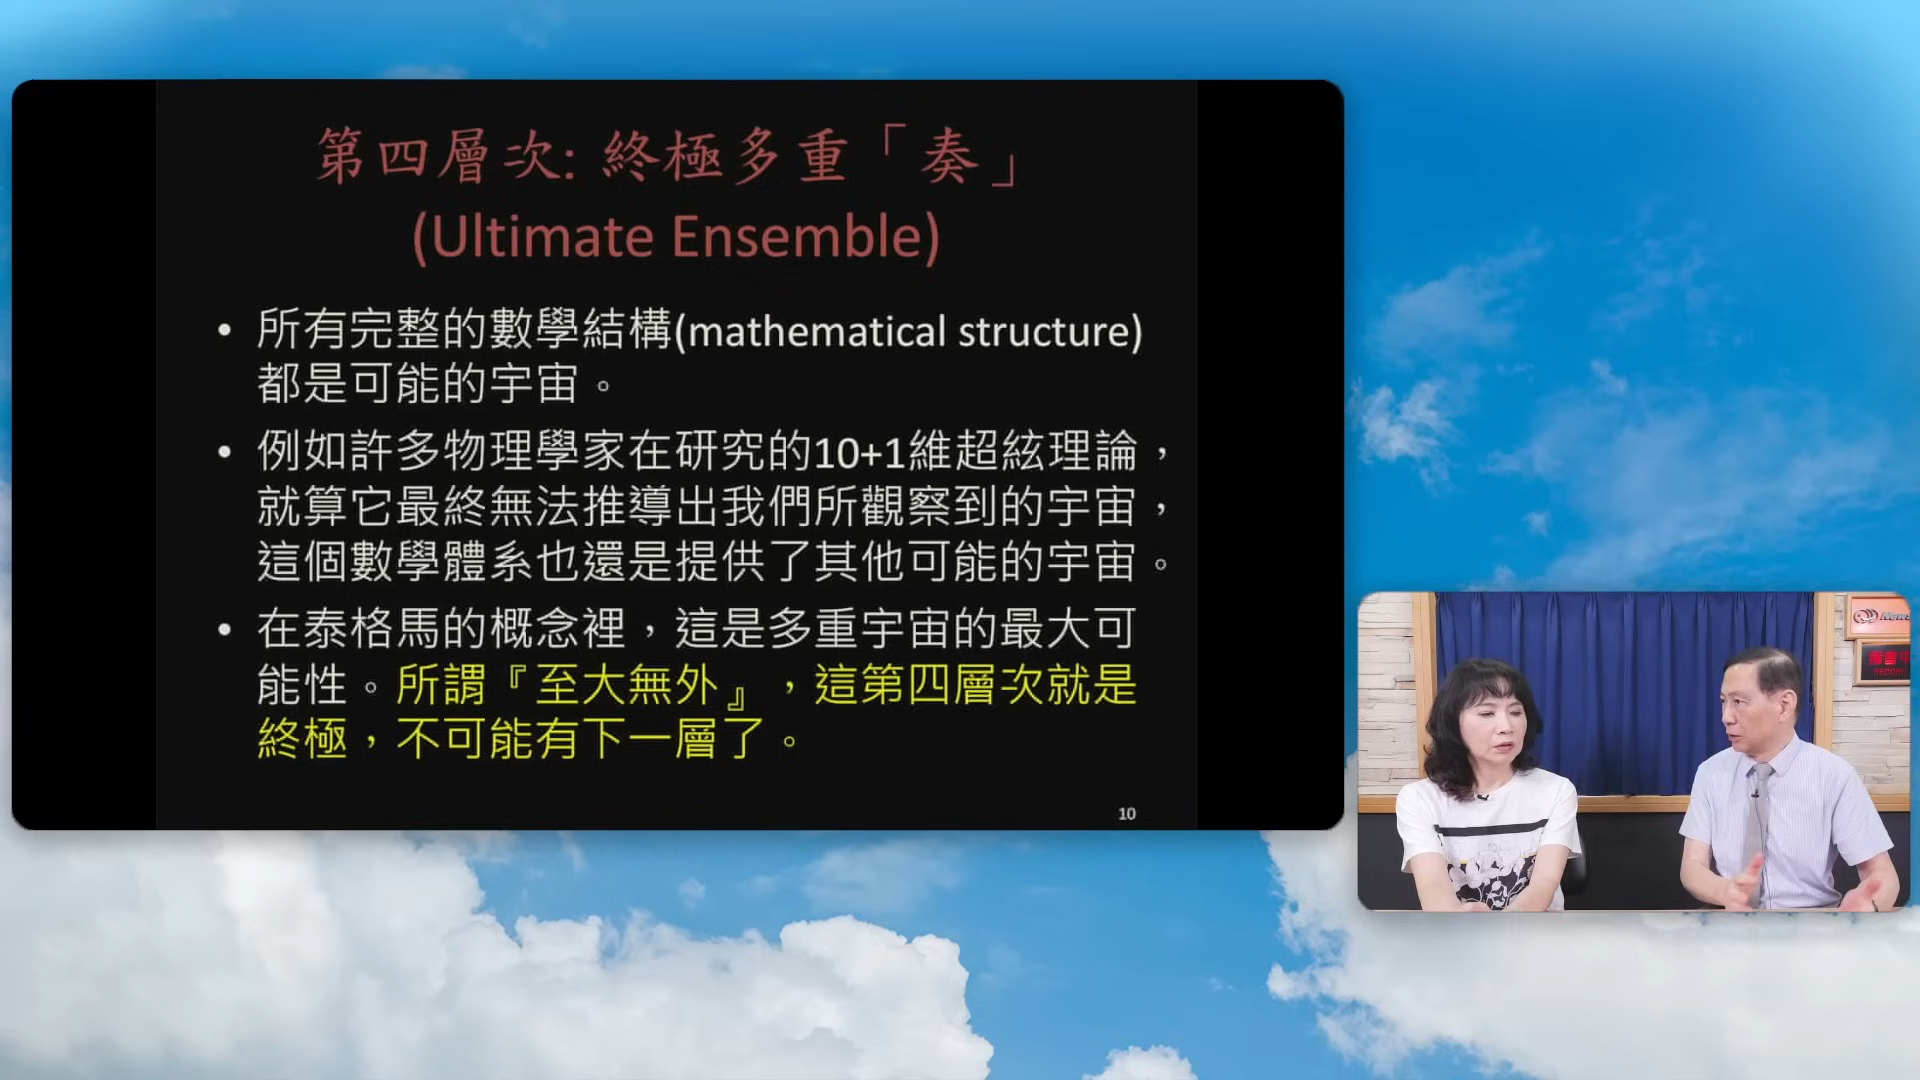 第四層次: 終極多重「奏」
(Ultimate Ensemble)
• 所有完整的數學結構(mathematical structure)
都是可能的宇宙。
• 例如許多物理學家在研究的10+1維超絃理論，
就算它最終無法推導出我們所觀察到的宇宙，
這個數學體系也還是提供了其他可能的宇宙。
• 在泰格馬的概念裡，這是多重宇宙的最大可
能性。所謂『至大無外』，這第四層次就是
終極，不可能有下一層了。
10
News